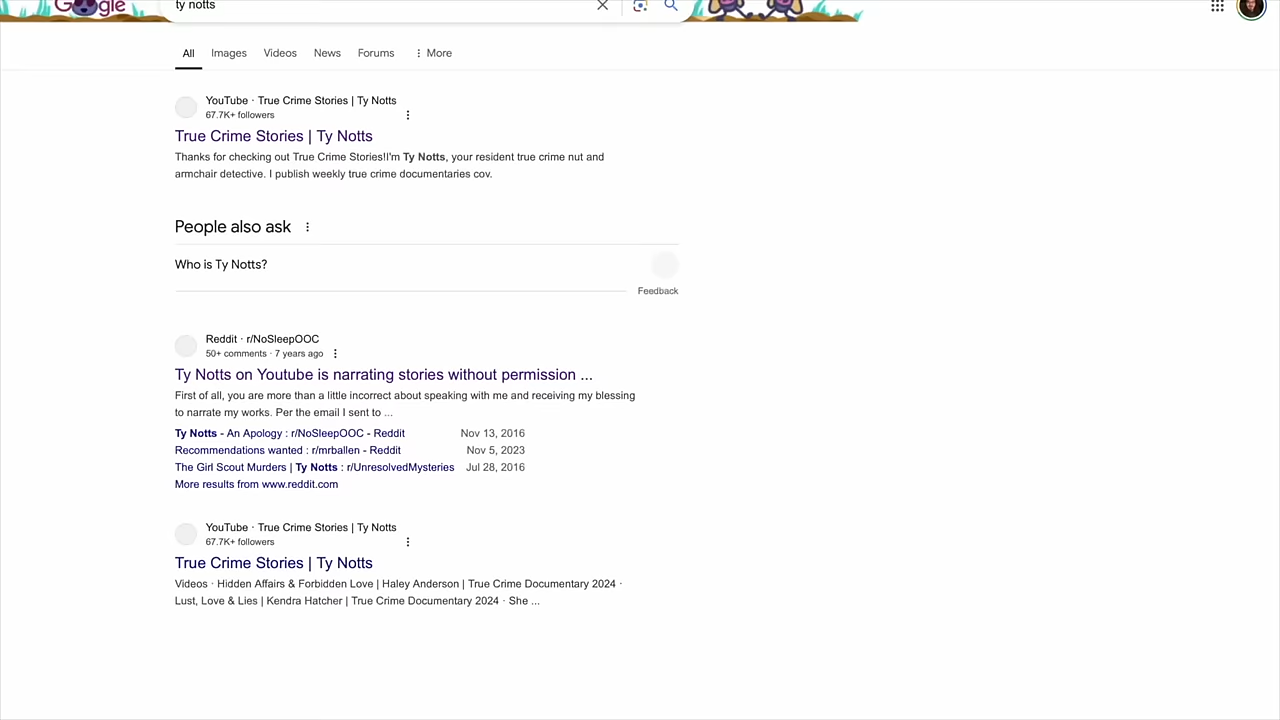 Google
ty notts
All Images Videos News Forums More
YouTube · True Crime Stories | Ty Notts
67.7K+ followers
True Crime Stories | Ty Notts
Thanks for checking out True Crime Stories!I'm Ty Notts, your resident true crime nut and
armchair detective. I publish weekly true crime documentaries cov.
People also ask
Who is Ty Notts?
Feedback
Reddit · r/NoSleepOOC
50+ comments · 7 years ago
Ty Notts on Youtube is narrating stories without permission ...
First of all, you are more than a little incorrect about speaking with me and receiving my blessing
to narrate my works. Per the email I sent to ...
Ty Notts - An Apology : r/NoSleepOOC - Reddit Nov 13, 2016
Recommendations wanted : r/mrballen - Reddit Nov 5, 2023
The Girl Scout Murders | Ty Notts : r/UnresolvedMysteries Jul 28, 2016
More results from www.reddit.com
YouTube · True Crime Stories | Ty Notts
67.7K+ followers
True Crime Stories | Ty Notts
Videos · Hidden Affairs & Forbidden Love | Haley Anderson | True Crime Documentary 2024 ·
Lust, Love & Lies | Kendra Hatcher | True Crime Documentary 2024 · She ...